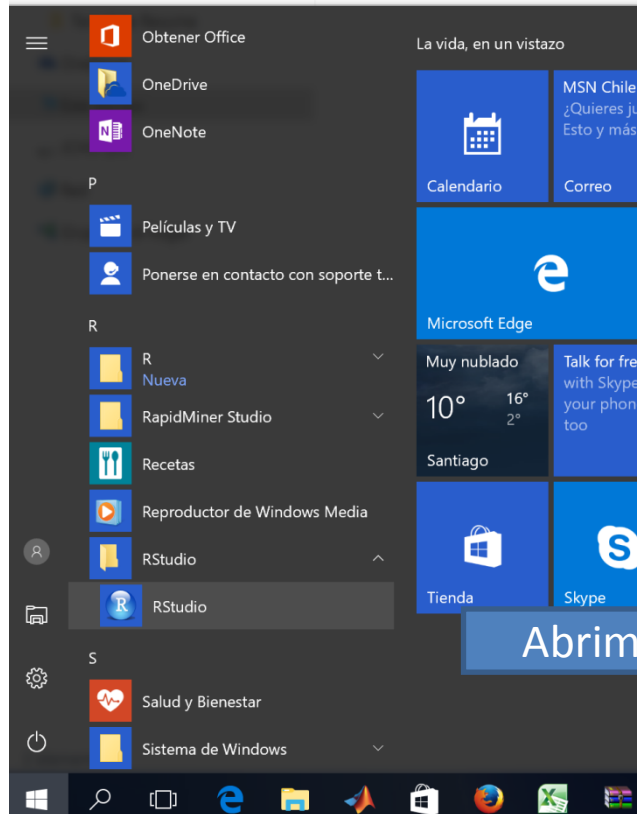 Obtener Office
OneDrive
OneNote
P
Películas y TV
Ponerse en contacto con soporte t...
R
R
Nueva
RapidMiner Studio
Recetas
Reproductor de Windows Media
RStudio
RStudio
S
Salud y Bienestar
Sistema de Windows
La vida, en un vistazo
Calendario
MSN Chile
¿Quieres ju
Esto y más
Correo
Microsoft Edge
Muy nublado
10°
16°
2°
Santiago
Talk for fre
with Skype
your phon
too
Tienda
Skype
Abrim